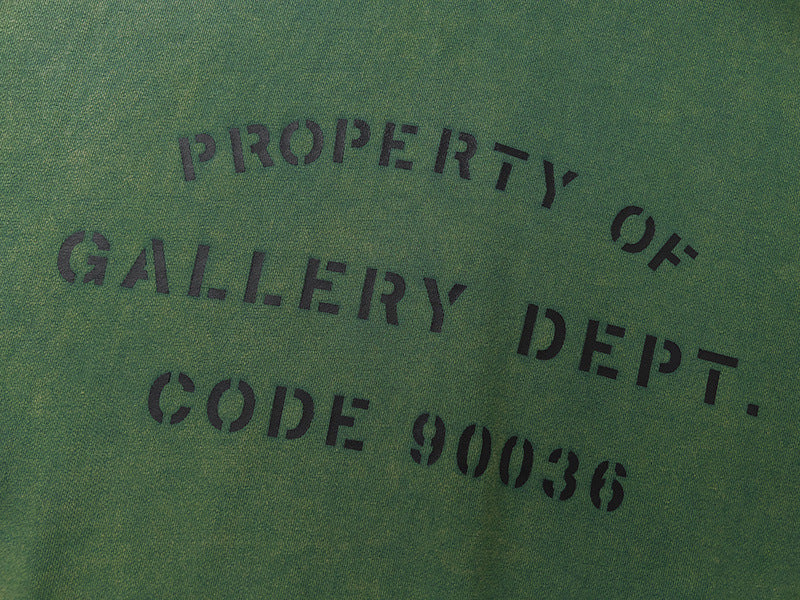 PROPERTY OF
GALLERY DEPT.
CODE 90036